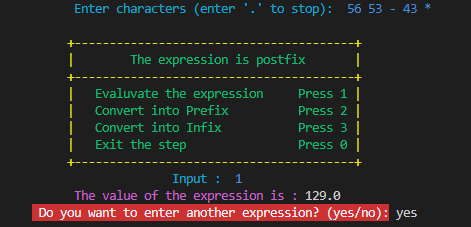 Enter characters (enter '.' to stop):  56 53 - 43 *
The expression is postfix
Evaluvate the expression     Press 1
Convert into Prefix          Press 2
Convert into Infix           Press 3
Exit the step                Press 0
Input :  1
The value of the expression is : 129.0
Do you want to enter another expression? (yes/no): yes